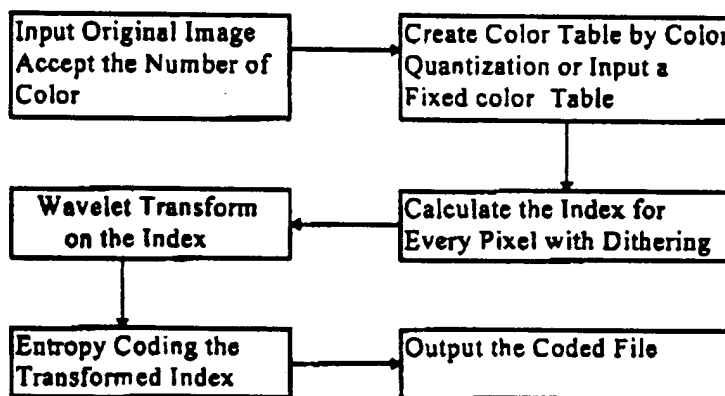 Input Original Image
Accept the Number of
Color
Create Color Table by Color
Quantization or Input a
Fixed color Table
Calculate the Index for
Every Pixel with Dithering
Wavelet Transform
on the Index
Entropy Coding the
Transformed Index
Output the Coded File